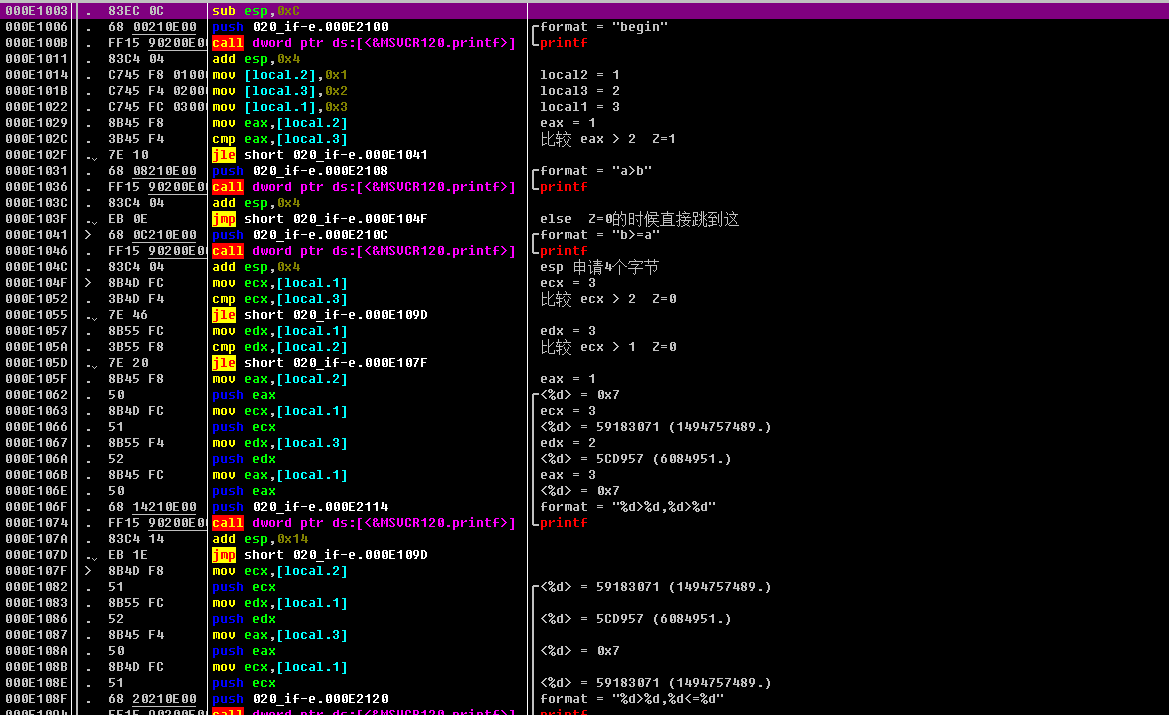 000E1003 . 83EC 0C sub esp,0xC
000E1006 . 68 00210E00 push 020_if-e.000E2100 format = "begin"
000E100B . FF15 90200E0 call dword ptr ds:[<&MSVCR120.printf>] printf
000E1011 . 83C4 04 add esp,0x4
000E1014 . C745 F8 0100 mov [local.2],0x1 local2 = 1
000E101B . C745 F4 0200 mov [local.3],0x2 local3 = 2
000E1022 . C745 FC 0300 mov [local.1],0x3 local1 = 3
000E1029 . 8B45 F8 mov eax,[local.2] eax = 1
000E102C . 3B45 F4 cmp eax,[local.3] 比较 eax > 2 Z=1
000E102F . 7E 10 jle short 020_if-e.000E1041
000E1031 . 68 08210E00 push 020_if-e.000E2108 format = "a>b"
000E1036 . FF15 90200E0 call dword ptr ds:[<&MSVCR120.printf>] printf
000E103C . 83C4 04 add esp,0x4
000E103F . EB 0E jmp short 020_if-e.000E104F else Z=0的时候直接跳到这
000E1041 > 68 0C210E00 push 020_if-e.000E210C format = "b>=a"
000E1046 . FF15 90200E0 call dword ptr ds:[<&MSVCR120.printf>] printf
000E104C . 83C4 04 add esp,0x4 esp 申请4个字节
000E104F > 8B4D FC mov ecx,[local.1] ecx = 3
000E1052 . 3B4D F4 cmp ecx,[local.3] 比较 ecx > 2 Z=0
000E1055 . 7E 46 jle short 020_if-e.000E109D
000E1057 . 8B55 FC mov edx,[local.1] edx = 3
000E105A . 3B55 F8 cmp edx,[local.2] 比较 ecx > 1 Z=0
000E105D . 7E 20 jle short 020_if-e.000E107F
000E105F . 8B45 F8 mov eax,[local.2] eax = 1
000E1062 . 50 push eax <%d> = 0x7
000E1063 . 8B4D FC mov ecx,[local.1] ecx = 3
000E1066 . 51 push ecx <%d> = 59183071 (1494757489.)
000E1067 . 8B55 F4 mov edx,[local.3] edx = 2
000E106A . 52 push edx <%d> = 5CD957 (6084951.)
000E106B . 8B45 FC mov eax,[local.1] eax = 3
000E106E . 50 push eax <%d> = 0x7
000E106F . 68 14210E00 push 020_if-e.000E2114 format = "%d>%d,%d>%d"
000E1074 . FF15 90200E0 call dword ptr ds:[<&MSVCR120.printf>] printf
000E107A . 83C4 14 add esp,0x14
000E107D . EB 1E jmp short 020_if-e.000E109D
000E107F > 8B4D F8 mov ecx,[local.2]
000E1082 . 51 push ecx <%d> = 59183071 (1494757489.)
000E1083 . 8B55 FC mov edx,[local.1]
000E1086 . 52 push edx <%d> = 5CD957 (6084951.)
000E1087 . 8B45 F4 mov eax,[local.3]
000E108A . 50 push eax <%d> = 0x7
000E108B . 8B4D FC mov ecx,[local.1]
000E108E . 51 push ecx <%d> = 59183071 (1494757489.)
000E108F . 68 20210E00 push 020_if-e.000E2120 format = "%d>%d,%d<=%d"
000E1094 . FF15 90200E0 call dword ptr ds:[<&MSVCR120.printf>] printf